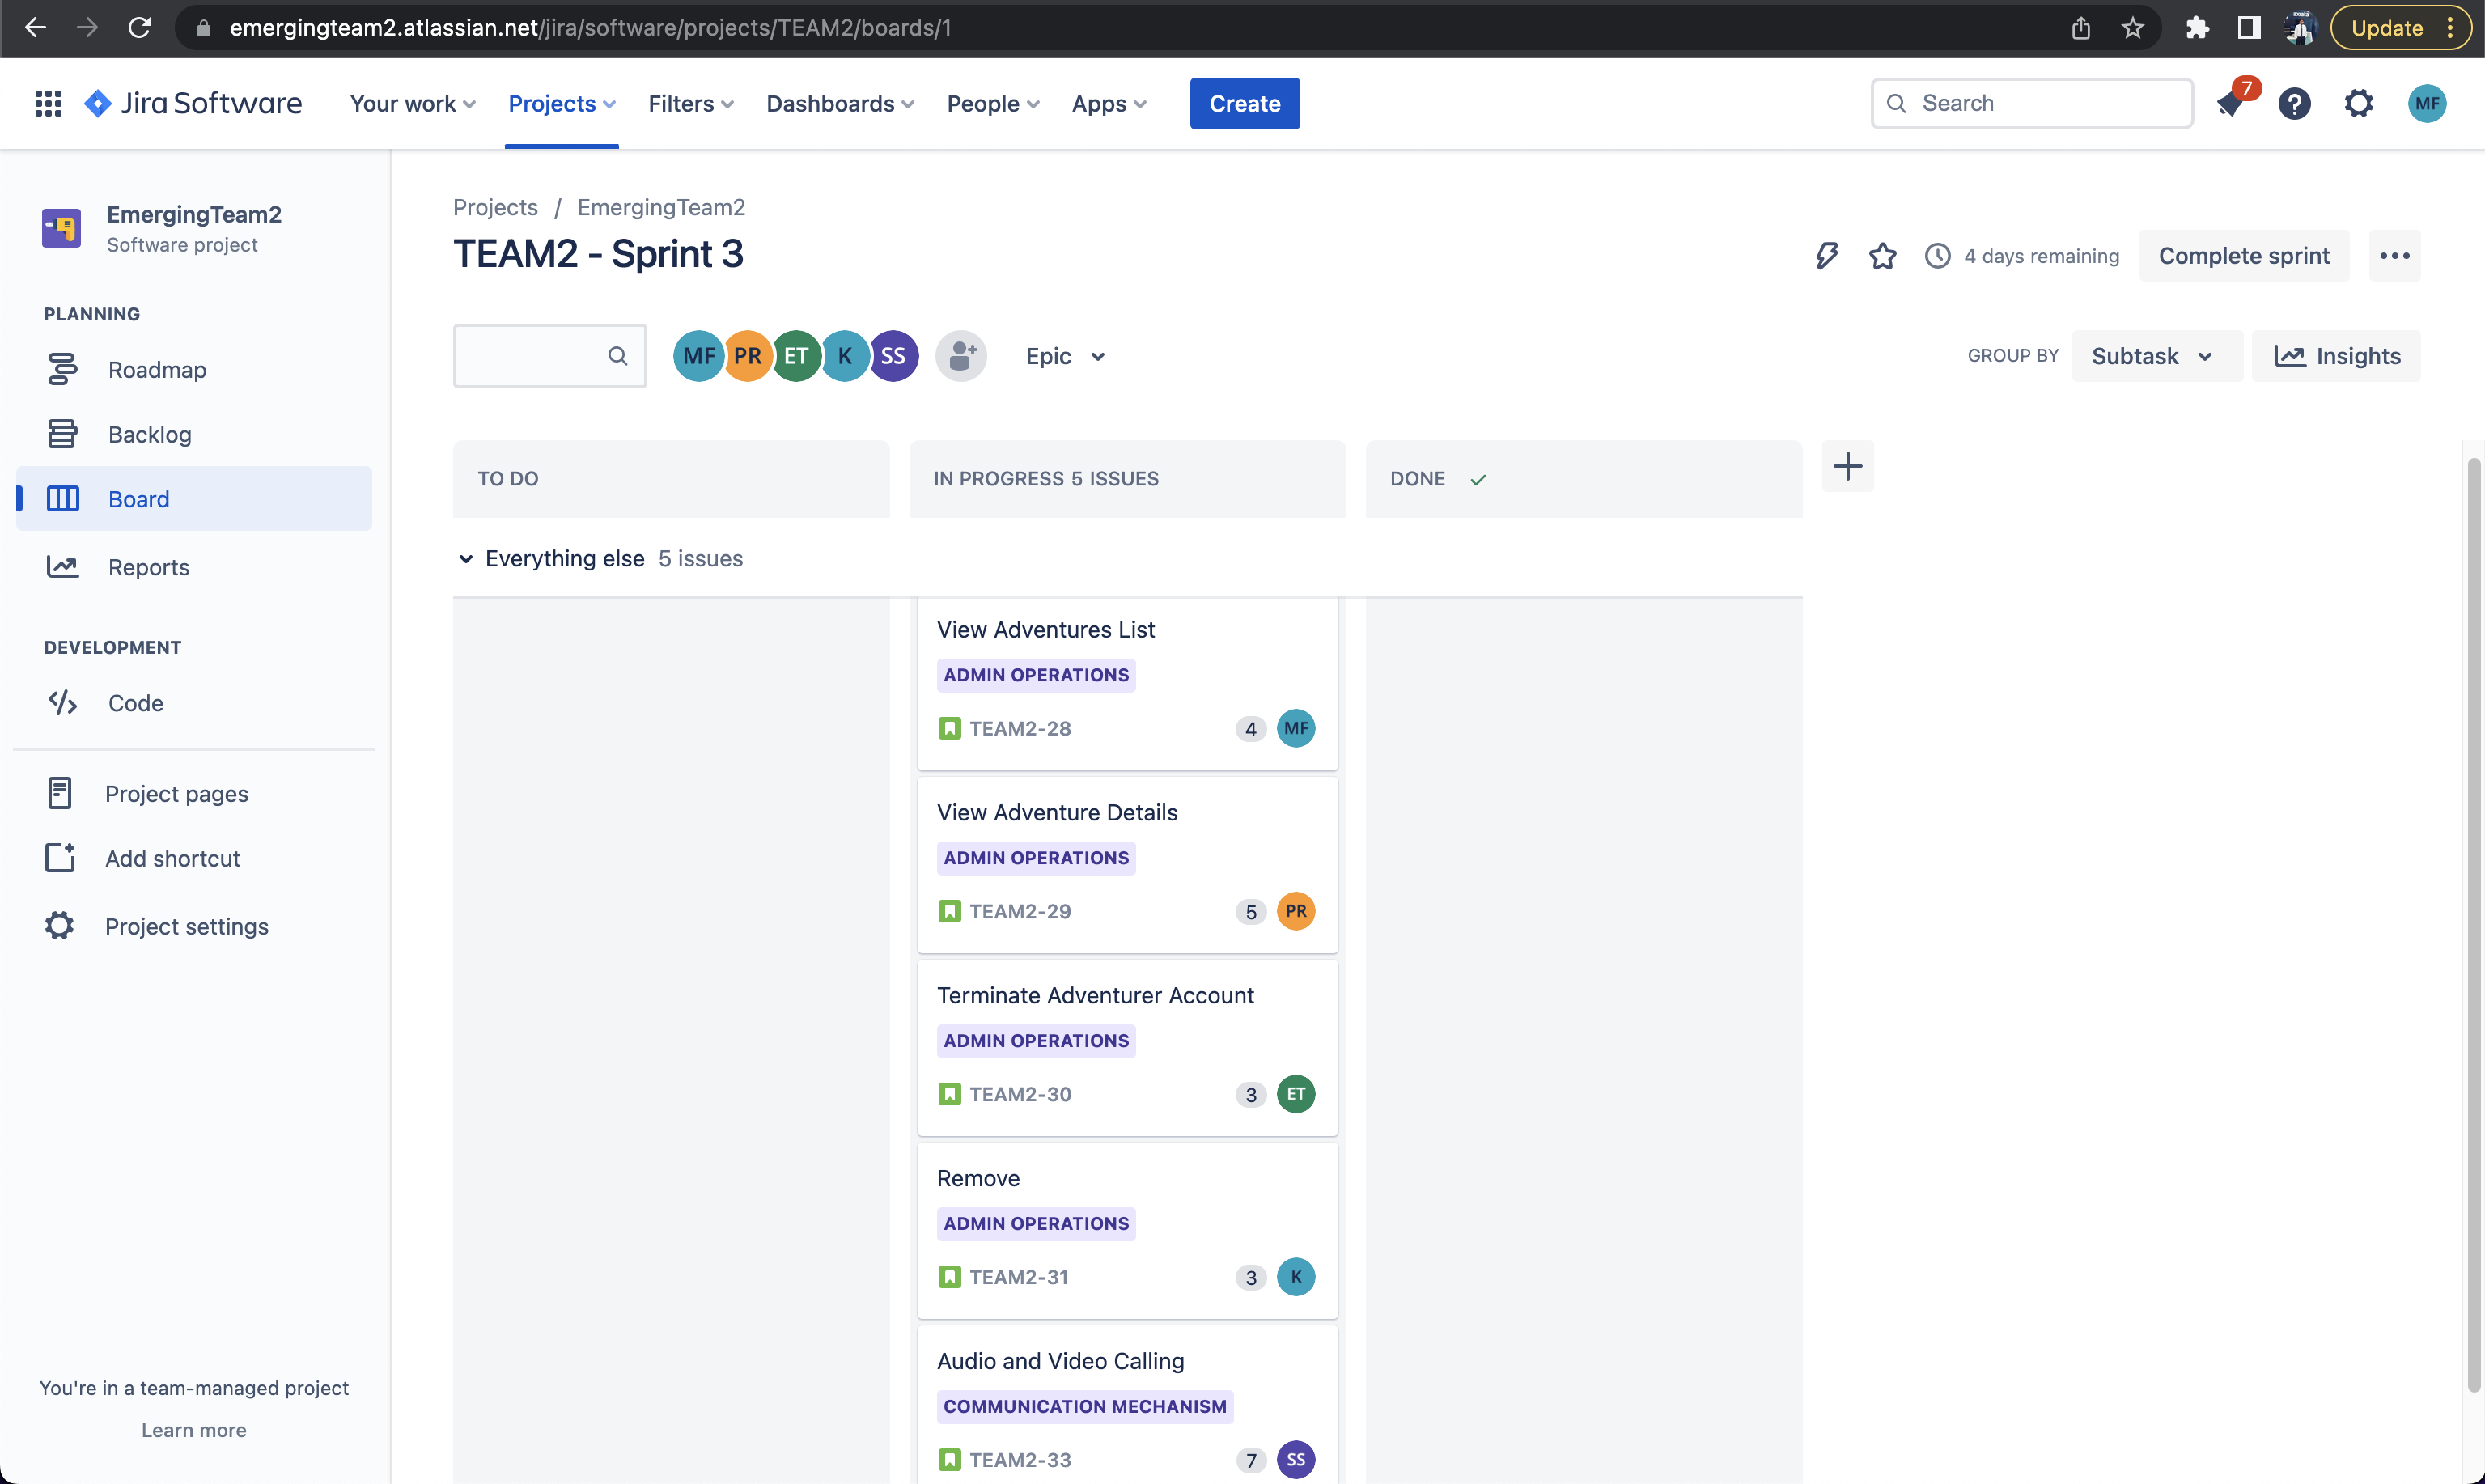 emergingteam2.atlassian.net/jira/software/projects/TEAM2/boards/1
Update
Jira Software
Your work
Projects
Filters
Dashboards
People
Apps
Create
Search
7
MF
EmergingTeam2
Software project
PLANNING
Roadmap
Backlog
Board
Reports
DEVELOPMENT
Code
Project pages
Add shortcut
Project settings
You're in a team-managed project
Learn more
Projects / EmergingTeam2
TEAM2 - Sprint 3
4 days remaining
Complete sprint
MF PR ET K SS
Epic
GROUP BY
Subtask
Insights
TO DO
IN PROGRESS 5 ISSUES
DONE
Everything else 5 issues
View Adventures List
ADMIN OPERATIONS
TEAM2-28 4 MF
View Adventure Details
ADMIN OPERATIONS
TEAM2-29 5 PR
Terminate Adventurer Account
ADMIN OPERATIONS
TEAM2-30 3 ET
Remove
ADMIN OPERATIONS
TEAM2-31 3 K
Audio and Video Calling
COMMUNICATION MECHANISM
TEAM2-33 7 SS